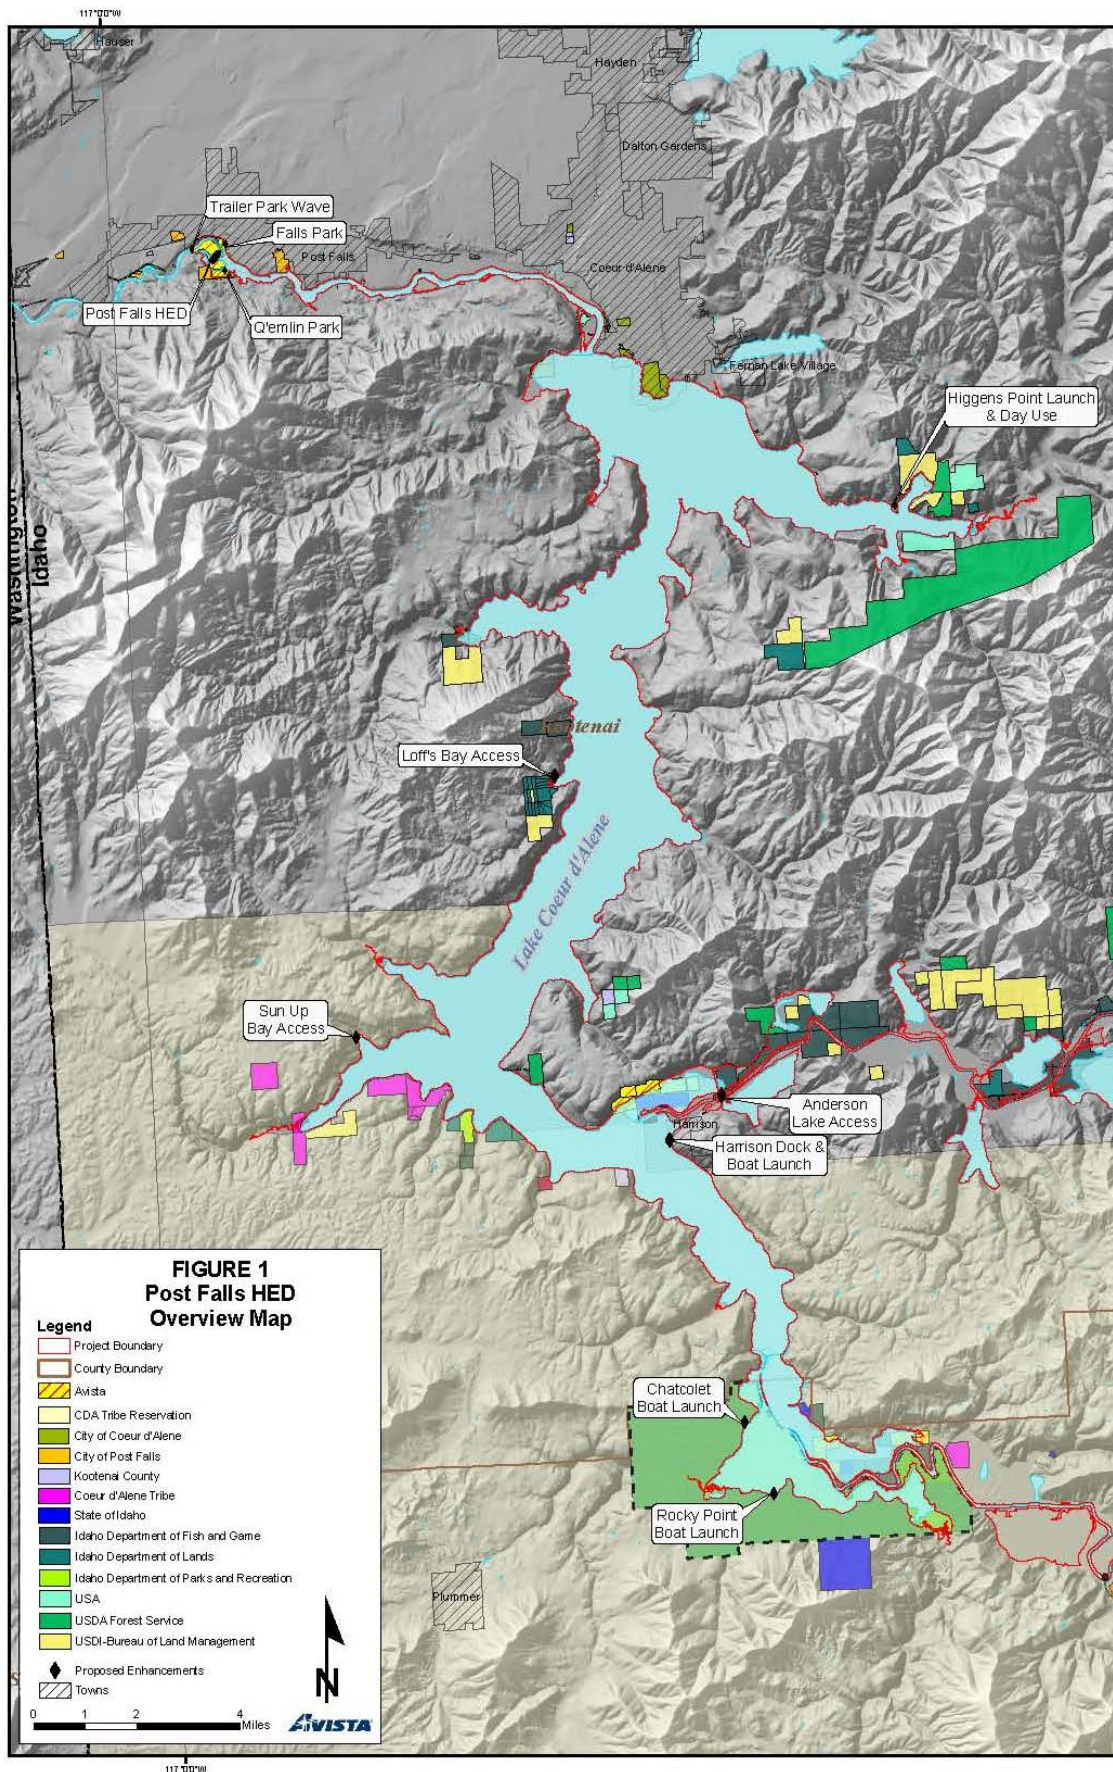 117°0'0"W
Hauser
Hayden
Dalton Gardens
Trailer Park Wave
Falls Park
Post Falls
Coeur d'Alene
Post Falls HED
Q'emlin Park
Fernan Lake Village
Higgens Point Launch
& Day Use
Washington
Idaho
Kootenai
Loff's Bay Access
Lake Coeur d'Alene
Sun Up
Bay Access
Anderson
Lake Access
Harrison
Harrison Dock &
Boat Launch
FIGURE 1
Post Falls HED
Overview Map
Legend
Project Boundary
County Boundary
Avista
CDA Tribe Reservation
City of Coeur d'Alene
City of Post Falls
Kootenai County
Coeur d'Alene Tribe
State of Idaho
Idaho Department of Fish and Game
Idaho Department of Lands
Idaho Department of Parks and Recreation
USA
USDA Forest Service
USDI-Bureau of Land Management
Proposed Enhancements
Towns
N
0 1 2 4
Miles
AVISTA
Chatcolet
Boat Launch
Rocky Point
Boat Launch
Plummer
S
117°0'0"W